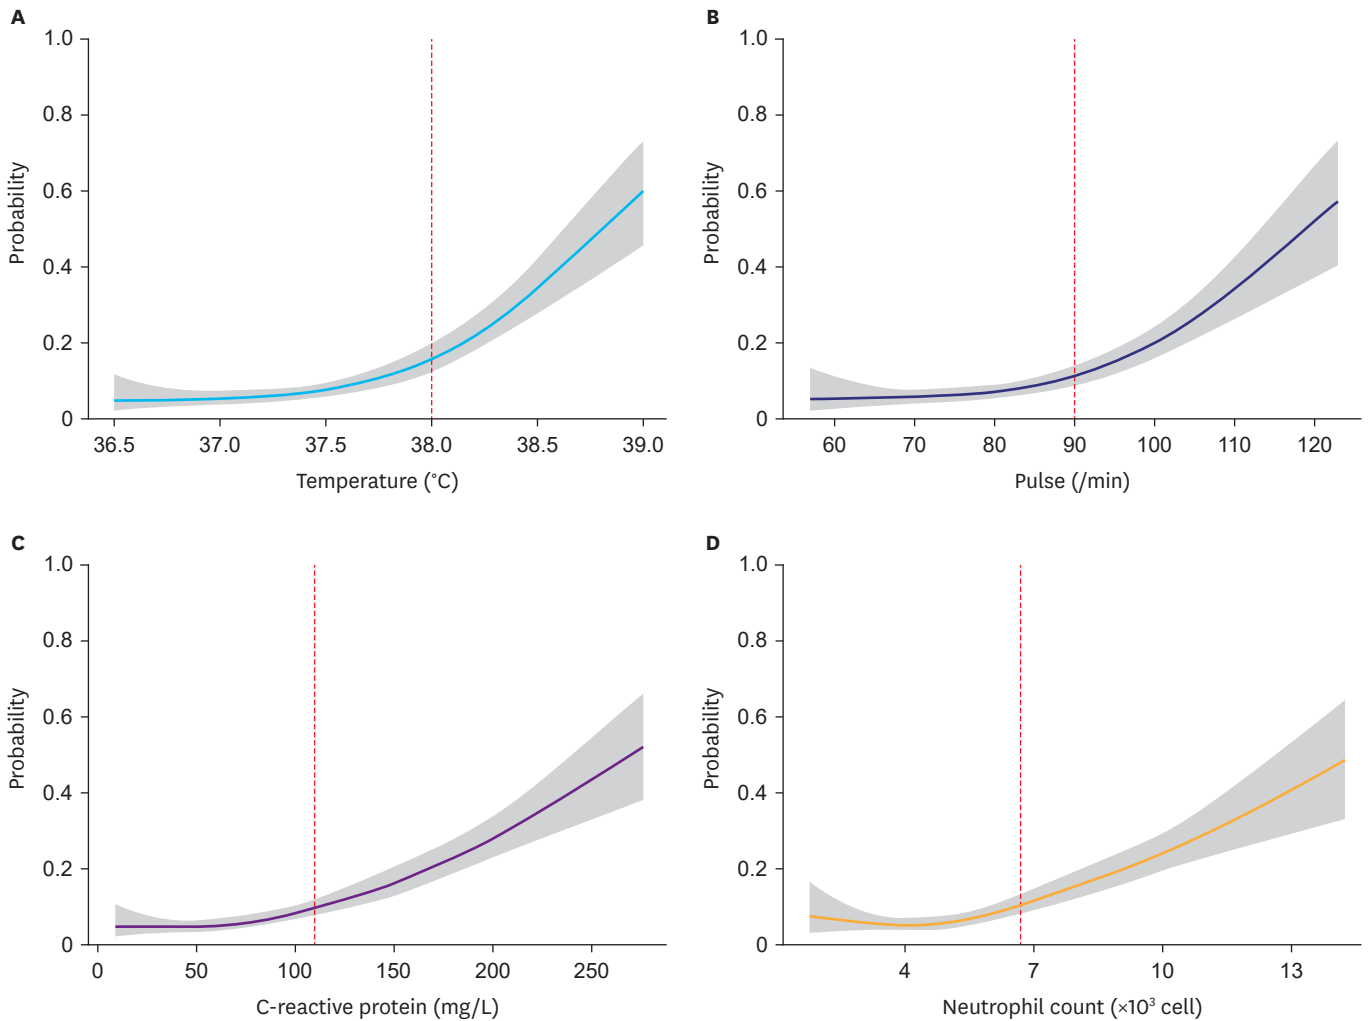 A
1.0
0.8
0.6
0.4
0.2
0
Probability
36.5 37.0 37.5 38.0 38.5 39.0
Temperature (°C)
B
1.0
0.8
0.6
0.4
0.2
0
Probability
60 70 80 90 100 110 120
Pulse (/min)
C
1.0
0.8
0.6
0.4
0.2
0
Probability
0 50 100 150 200 250
C-reactive protein (mg/L)
D
1.0
0.8
0.6
0.4
0.2
0
Probability
4 7 10 13
Neutrophil count (×10³ cell)